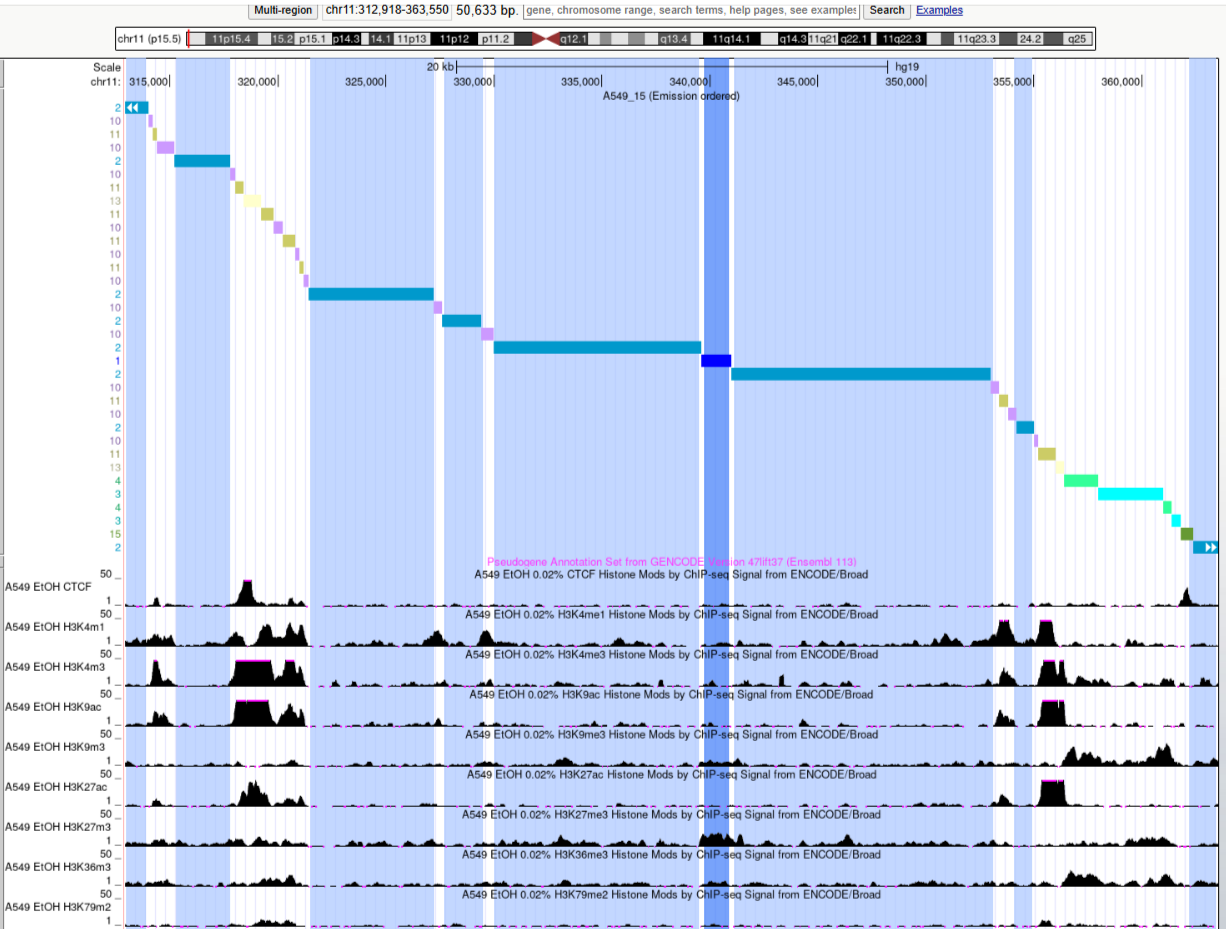 Multi-region chr11:312,918-363,550 50,633 bp. gene, chromosome range, search terms, help pages, see examples Search Examples
chr11 (p15.5) 11p15.4 15.2 p15.1 p14.3 14.1 11p13 11p12 p11.2 q12.1 q13.4 11q14.1 q14.3 11q21 q22.1 11q22.3 11q23.3 24.2 q25
Scale 20 kb hg19
chr11: 315,000 320,000 325,000 330,000 335,000 340,000 345,000 350,000 355,000 360,000
A549_15 (Emission ordered)
2
10
11
10
2
10
11
13
11
10
11
10
11
10
2
10
2
10
2
1
2
10
11
10
2
10
11
13
4
3
4
3
15
2
Pseudogene Annotation Set from GENCODE Version 47lift37 (Ensembl 113)
A549 EtOH 0.02% CTCF Histone Mods by ChIP-seq Signal from ENCODE/Broad
50
A549 EtOH CTCF
1
A549 EtOH 0.02% H3K4me1 Histone Mods by ChIP-seq Signal from ENCODE/Broad
50
A549 EtOH H3K4m1
1
A549 EtOH 0.02% H3K4me3 Histone Mods by ChIP-seq Signal from ENCODE/Broad
50
A549 EtOH H3K4m3
1
A549 EtOH 0.02% H3K9ac Histone Mods by ChIP-seq Signal from ENCODE/Broad
50
A549 EtOH H3K9ac
1
A549 EtOH 0.02% H3K9me3 Histone Mods by ChIP-seq Signal from ENCODE/Broad
50
A549 EtOH H3K9m3
1
A549 EtOH 0.02% H3K27ac Histone Mods by ChIP-seq Signal from ENCODE/Broad
50
A549 EtOH H3K27ac
1
A549 EtOH 0.02% H3K27me3 Histone Mods by ChIP-seq Signal from ENCODE/Broad
50
A549 EtOH H3K27m3
1
A549 EtOH 0.02% H3K36me3 Histone Mods by ChIP-seq Signal from ENCODE/Broad
50
A549 EtOH H3K36m3
1
A549 EtOH 0.02% H3K79me2 Histone Mods by ChIP-seq Signal from ENCODE/Broad
50
A549 EtOH H3K79m2
1